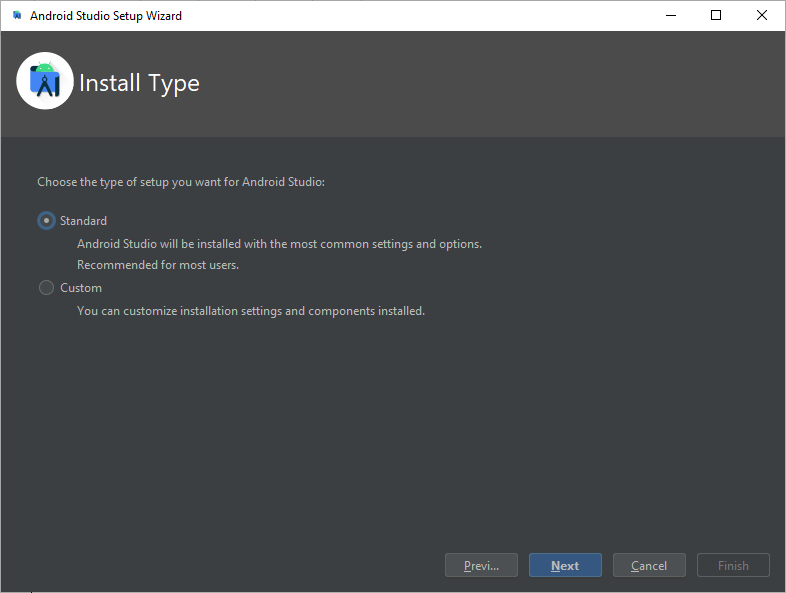 Android Studio Setup Wizard
Install Type
Choose the type of setup you want for Android Studio:
Standard
Android Studio will be installed with the most common settings and options.
Recommended for most users.
Custom
You can customize installation settings and components installed.
Previ... Next Cancel Finish